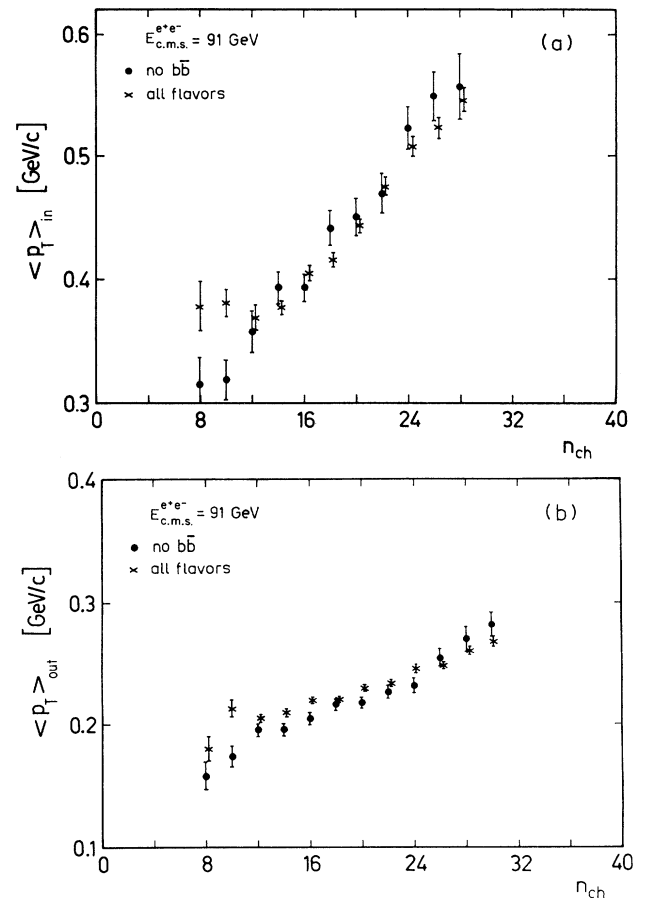 0.6
E e⁺e⁻ c.m.s. = 91 GeV
(a)
● no bb̄
× all flavors
0.5
<p_T>_in [GeV/c]
0.4
0.3
0 8 16 24 32 40
n_ch
0.4
E e⁺e⁻ c.m.s. = 91 GeV
(b)
● no bb̄
× all flavors
0.3
<p_T>_out [GeV/c]
0.2
0.1
0 8 16 24 32 40
n_ch